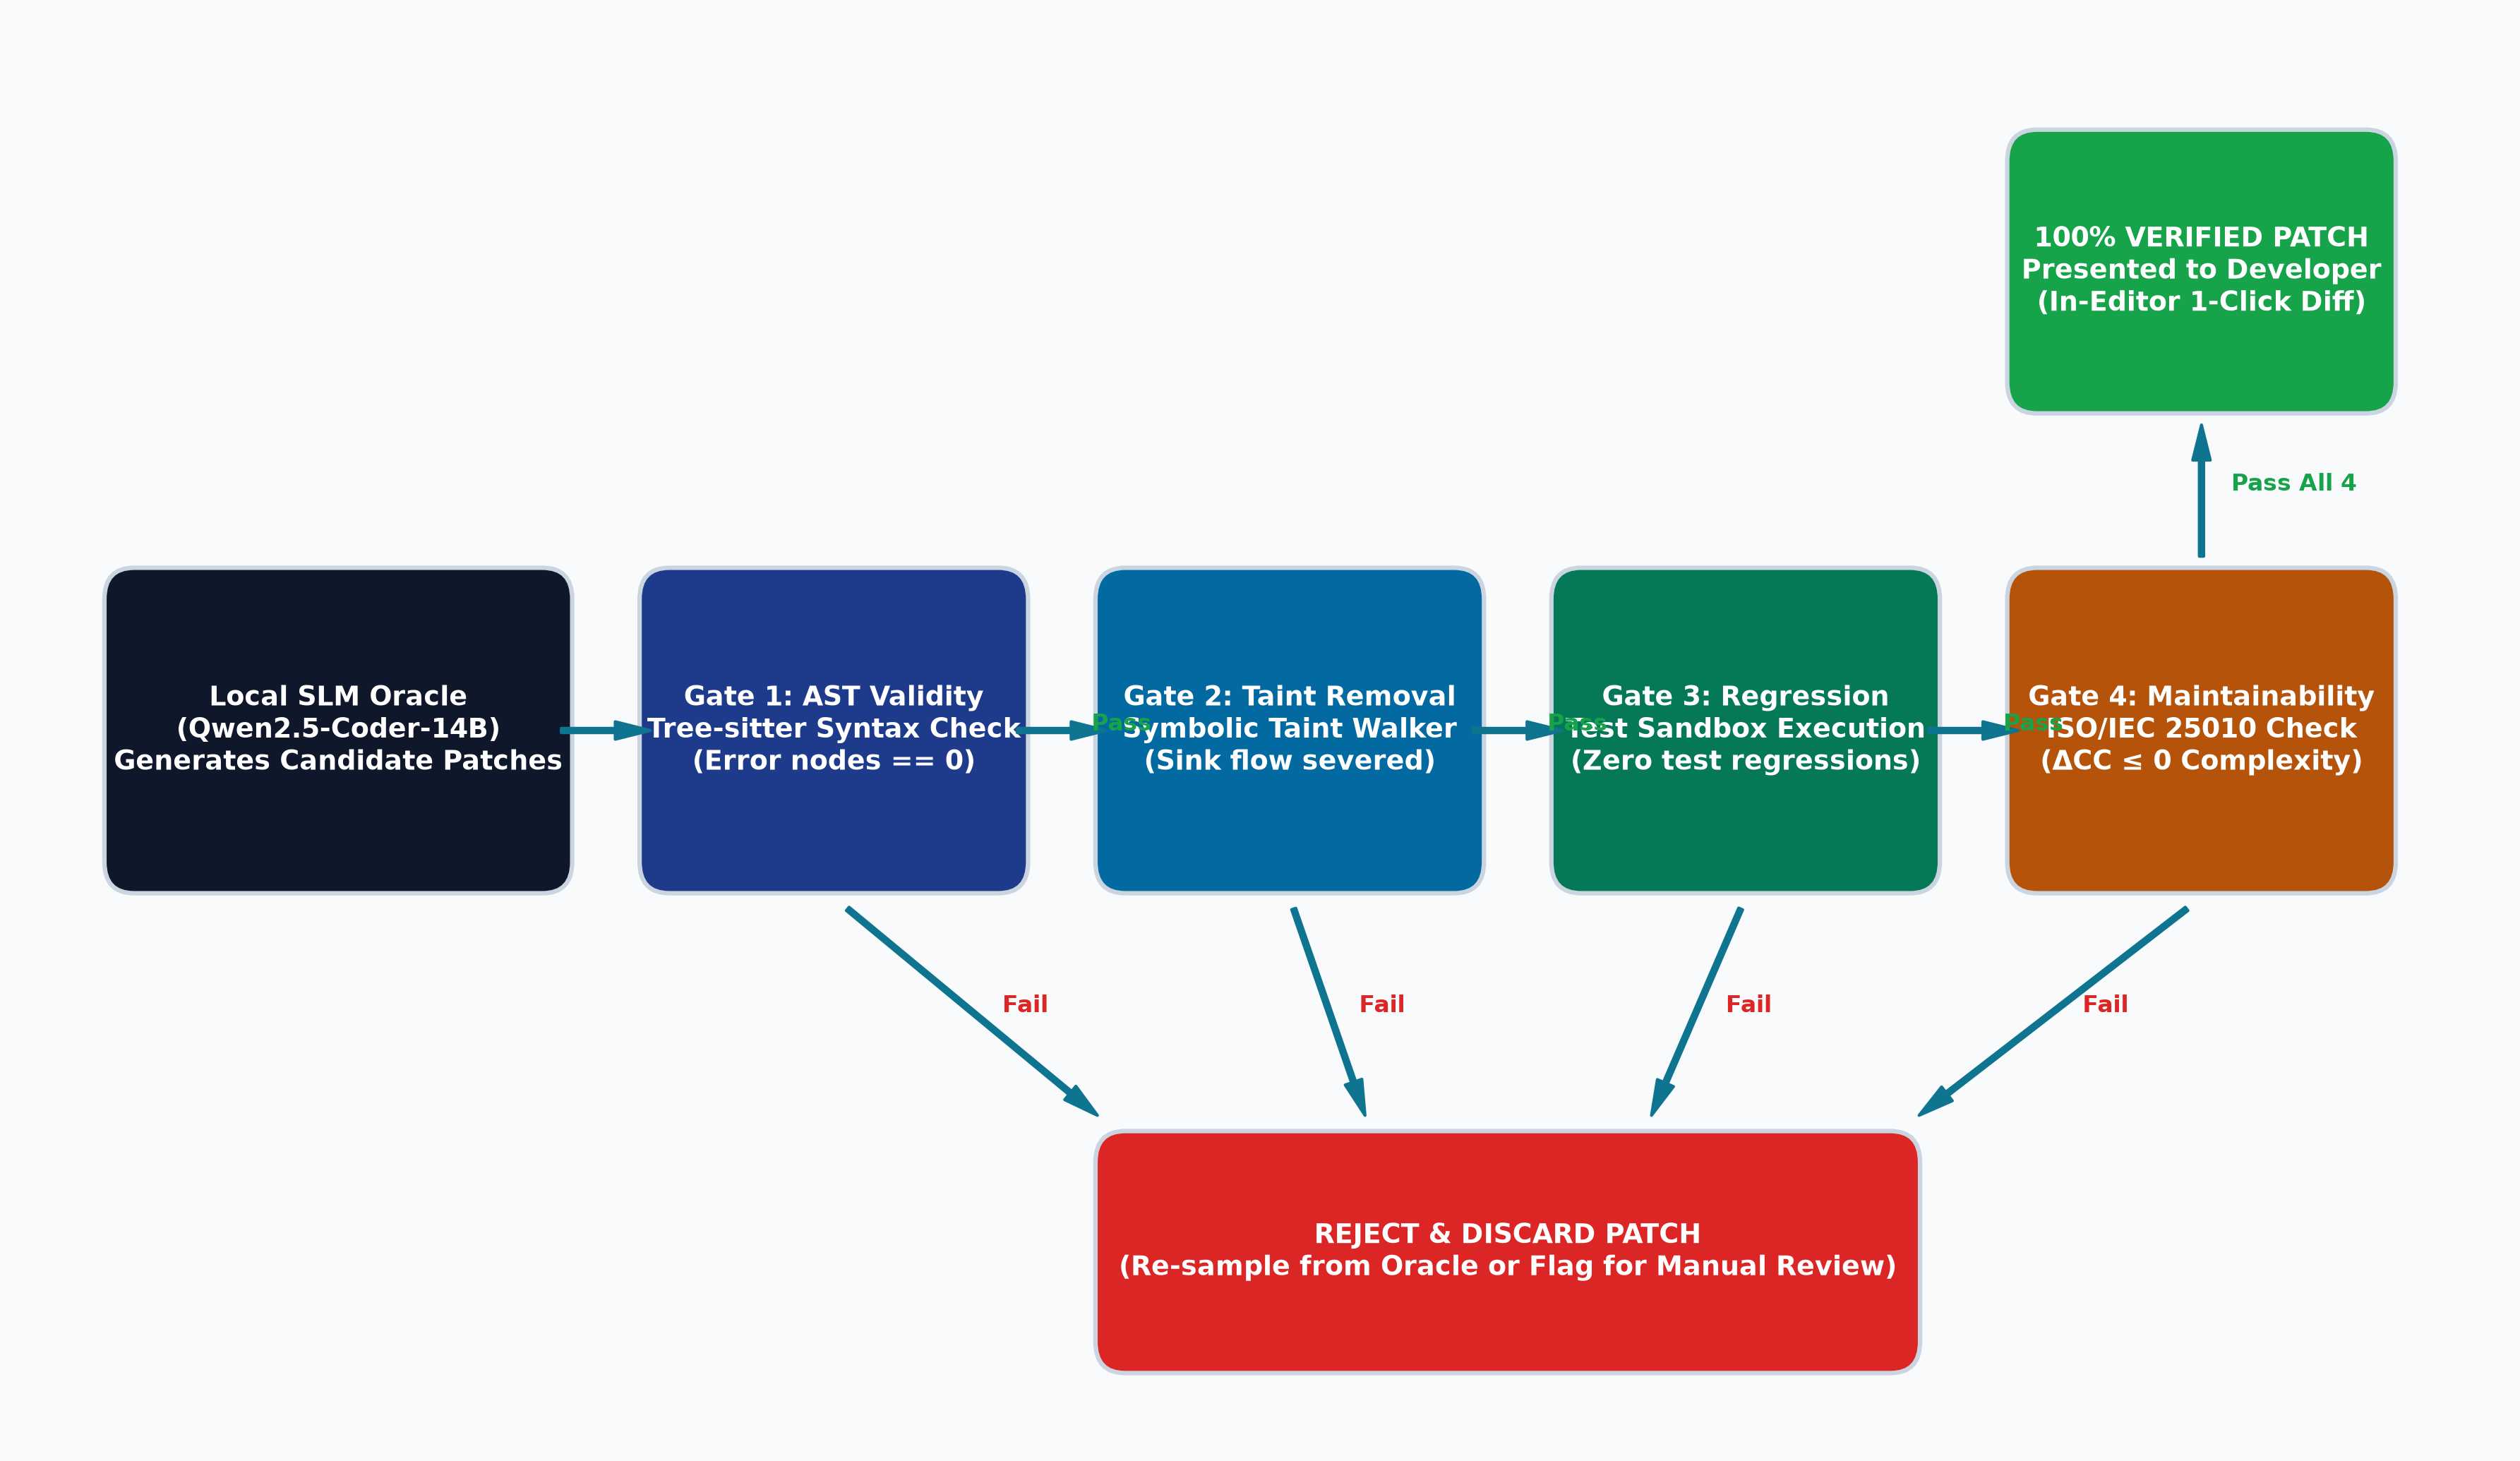 100% VERIFIED PATCH
Presented to Developer
(In-Editor 1-Click Diff)
Pass All 4
Local SLM Oracle
(Qwen2.5-Coder-14B)
Generates Candidate Patches
Gate 1: AST Validity
Tree-sitter Syntax Check
(Error nodes == 0)
Pass
Gate 2: Taint Removal
Symbolic Taint Walker
(Sink flow severed)
Pass
Gate 3: Regression
Test Sandbox Execution
(Zero test regressions)
Pass
Gate 4: Maintainability
ISO/IEC 25010 Check
(ΔCC ≤ 0 Complexity)
Fail
Fail
Fail
Fail
REJECT & DISCARD PATCH
(Re-sample from Oracle or Flag for Manual Review)